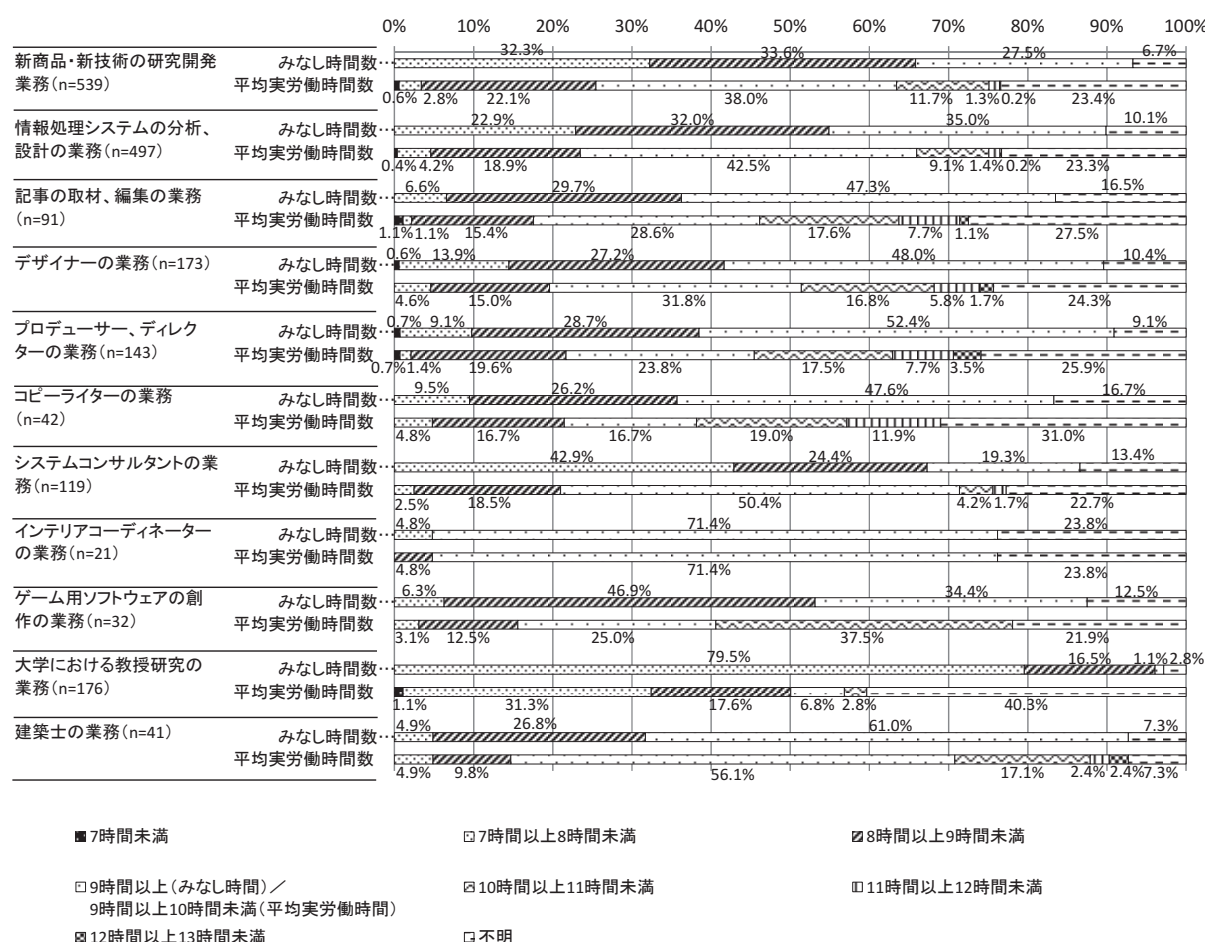 0% 10% 20% 30% 40% 50% 60% 70% 80% 90% 100%
新商品・新技術の研究開発
業務(n=539)
みなし時間数
32.3% 33.6% 27.5% 6.7%
平均実労働時間数
0.6% 2.8% 22.1% 38.0% 11.7% 1.3% 0.2% 23.4%
情報処理システムの分析、
設計の業務(n=497)
みなし時間数
22.9% 32.0% 35.0% 10.1%
平均実労働時間数
0.4% 4.2% 18.9% 42.5% 9.1% 1.4% 0.2% 23.3%
記事の取材、編集の業務
(n=91)
みなし時間数
6.6% 29.7% 47.3% 16.5%
平均実労働時間数
1.1% 1.1% 15.4% 28.6% 17.6% 7.7% 1.1% 27.5%
デザイナーの業務(n=173)
みなし時間数
0.6% 13.9% 27.2% 48.0% 10.4%
平均実労働時間数
4.6% 15.0% 31.8% 16.8% 5.8% 1.7% 24.3%
プロデューサー、ディレク
ターの業務(n=143)
みなし時間数
0.7% 9.1% 28.7% 52.4% 9.1%
平均実労働時間数
0.7% 1.4% 19.6% 23.8% 17.5% 7.7% 3.5% 25.9%
コピーライターの業務
(n=42)
みなし時間数
9.5% 26.2% 47.6% 16.7%
平均実労働時間数
4.8% 16.7% 16.7% 19.0% 11.9% 31.0%
システムコンサルタントの業
務(n=119)
みなし時間数
42.9% 24.4% 19.3% 13.4%
平均実労働時間数
2.5% 18.5% 50.4% 4.2% 1.7% 22.7%
インテリアコーディネーター
の業務(n=21)
みなし時間数
4.8% 71.4% 23.8%
平均実労働時間数
4.8% 71.4% 23.8%
ゲーム用ソフトウェアの創
作の業務(n=32)
みなし時間数
6.3% 46.9% 34.4% 12.5%
平均実労働時間数
3.1% 12.5% 25.0% 37.5% 21.9%
大学における教授研究の
業務(n=176)
みなし時間数
79.5% 16.5% 1.1% 2.8%
平均実労働時間数
1.1% 31.3% 17.6% 6.8% 2.8% 40.3%
建築士の業務(n=41)
みなし時間数
4.9% 26.8% 61.0% 7.3%
平均実労働時間数
4.9% 9.8% 56.1% 17.1% 2.4% 2.4% 7.3%
7時間未満 7時間以上8時間未満 8時間以上9時間未満
9時間以上(みなし時間)/ 10時間以上11時間未満 11時間以上12時間未満
9時間以上10時間未満(平均実労働時間)
12時間以上13時間未満 不明